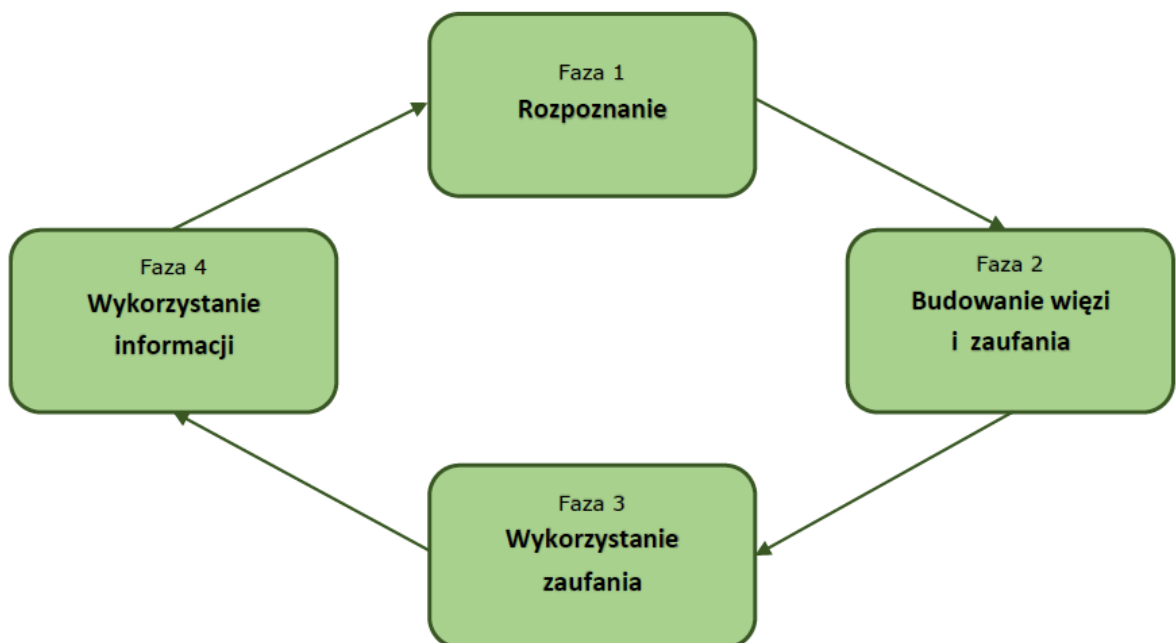 Faza 1
Rozpoznanie
Faza 2
Budowanie więzi
i zaufania
Faza 3
Wykorzystanie
zaufania
Faza 4
Wykorzystanie
informacji